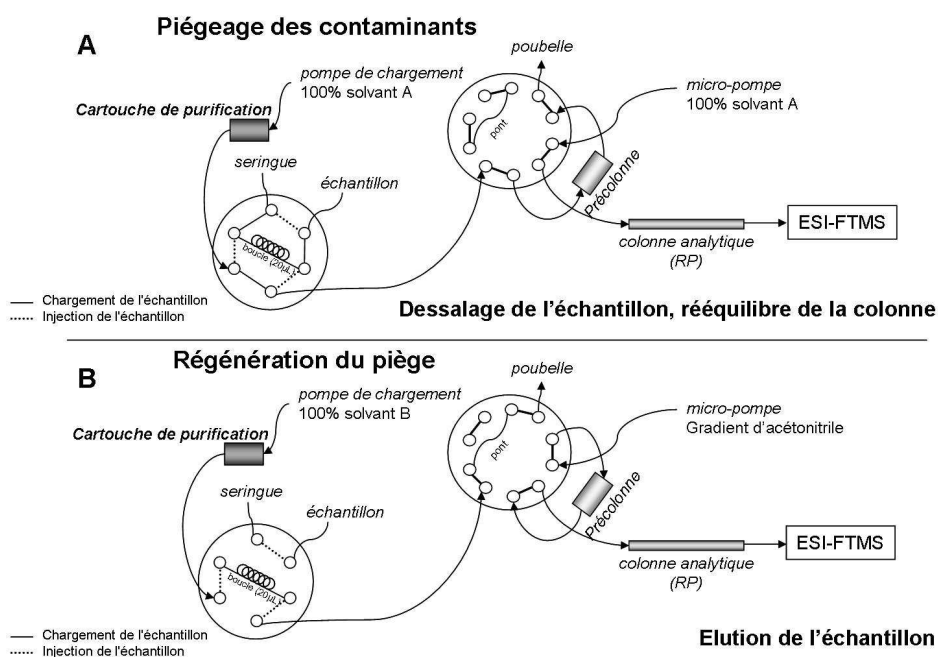 A
Piégeage des contaminants
poubelle
pompe de chargement
100% solvant A
micro-pompe
100% solvant A
Cartouche de purification
pont
seringue
échantillon
Précolonne
ESI-FTMS
boucle (20µL)
colonne analytique
(RP)
Chargement de l'échantillon
Injection de l'échantillon
Dessalage de l'échantillon, rééquilibre de la colonne
Régénération du piège
B
poubelle
pompe de chargement
100% solvant B
micro-pompe
Gradient d'acétonitrile
Cartouche de purification
pont
seringue
échantillon
Précolonne
ESI-FTMS
boucle (20µL)
colonne analytique
(RP)
Chargement de l'échantillon
Injection de l'échantillon
Elution de l'échantillon